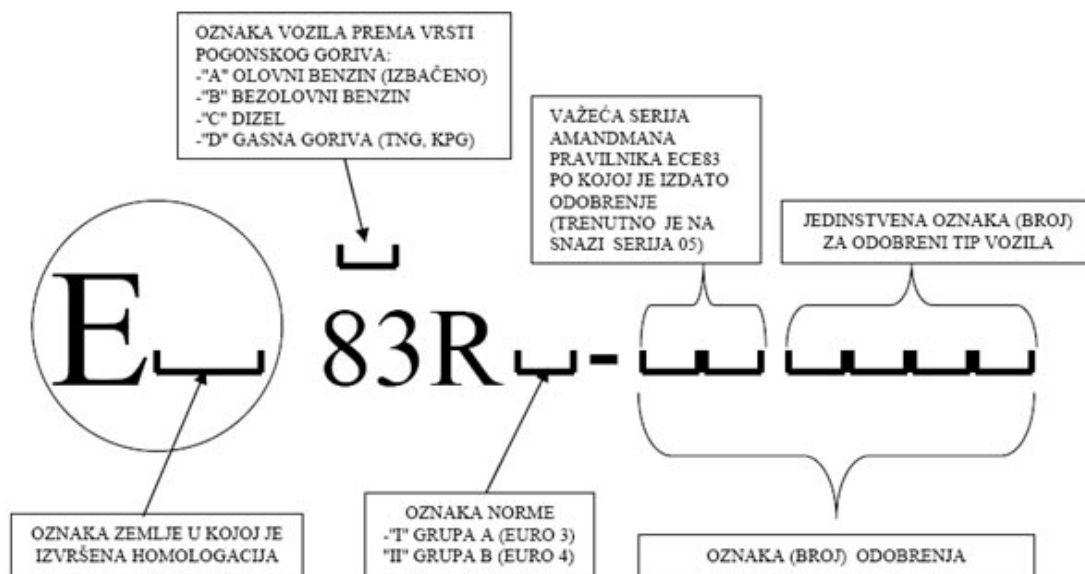 OZNAKA VOZILA PREMA VRSTI
POGONSKOG GORIVA:
-"A" OLOVNI BENZIN (IZBAČENO)
-"B" BEZOLOVNI BENZIN
-"C" DIZEL
-"D" GASNA GORIVA (TNG, KPG)
VAŽEĆA SERIJA
AMANDMANA
PRAVILNIKA ECE83
PO KOJOJ JE IZDATO
ODOBRENJE
(TRENUTNO JE NA
SNAZI SERIJA 05)
JEDINSTVENA OZNAKA (BROJ)
ZA ODOBRENI TIP VOZILA
E 83R -
OZNAKA ZEMLJE U KOJOJ JE
IZVRŠENA HOMOLOGACIJA
OZNAKA NORME
-"I" GRUPA A (EURO 3)
"II" GRUPA B (EURO 4)
OZNAKA (BROJ) ODOBRENJA